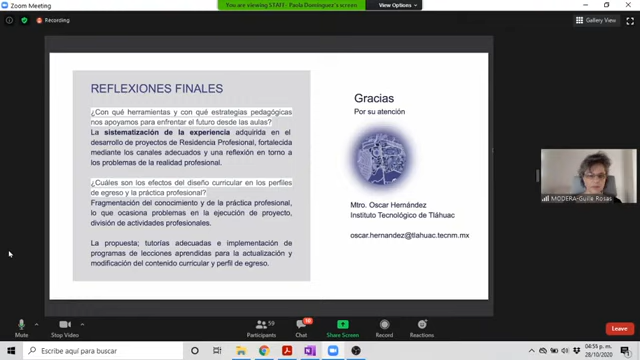 Zoom Meeting
You are viewing STAFF: Paula Dominguez's screen
View Options
Recording
Gallery View
REFLEXIONES FINALES
¿Con qué herramientas y con qué estrategias pedagógicas
nos apoyamos para enfrentar el futuro desde las aulas?
La sistematización de la experiencia adquirida en el
desarrollo de proyectos de Residencia Profesional, fortalecida
mediante los canales adecuados y una reflexión en torno a
los problemas de la realidad profesional.
¿Cuáles son los efectos del diseño curricular en los perfiles
de egreso y la práctica profesional?
Fragmentación del conocimiento y de la práctica profesional,
lo que ocasiona problemas en la ejecución de proyecto,
división de actividades profesionales.
La propuesta; tutorías adecuadas e implementación de
programas de lecciones aprendidas para la actualización y
modificación del contenido curricular y perfil de egreso.
Gracias
Por su atención
Mtro. Oscar Hernández
Instituto Tecnológico de Tláhuac
oscar.hernandez@tlahuac.tecnm.mx
MODERA-Guille Rosas
Mute
Stop Video
Participants
59
Chat
Share Screen
Record
Reactions
Leave
Escribe aquí para buscar
04:55 p. m.
28/10/2020